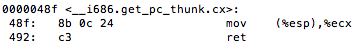 0000048f <__i686.get_pc_thunk.cx>:
48f: 8b 0c 24 mov (%esp),%ecx
492: c3 ret